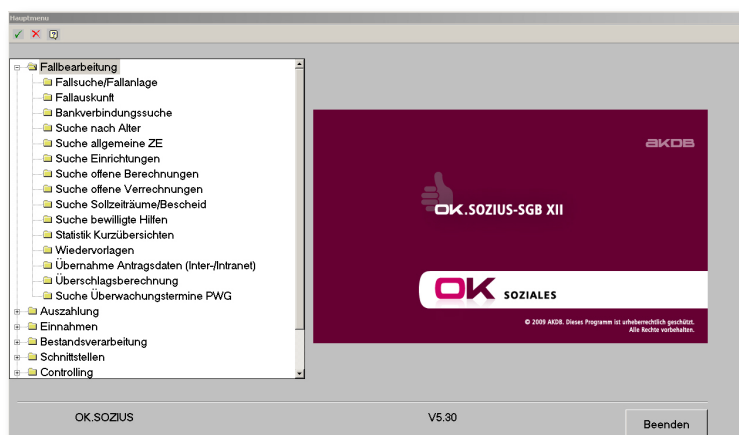 Hauptmenu
Fallbearbeitung
Fallsuche/Fallanlage
Fallauskunft
Bankverbindungssuche
Suche nach Alter
Suche allgemeine ZE
Suche Einrichtungen
Suche offene Berechnungen
Suche offene Verrechnungen
Suche Sollzeiträume/Bescheid
Suche bewilligte Hilfen
Statistik Kurzübersichten
Wiedervorlagen
Übernahme Antragsdaten (Inter-/Intranet)
Überschlagsberechnung
Suche Überwachungstermine PWG
Auszahlung
Einnahmen
Bestandsverarbeitung
Schnittstellen
Controlling
AKDB
OK.SOZIUS-SGB XII
OK SOZIALES
© 2009 AKDB. Dieses Programm ist urheberrechtlich geschützt.
Alle Rechte vorbehalten.
OK.SOZIUS
V5.30
Beenden